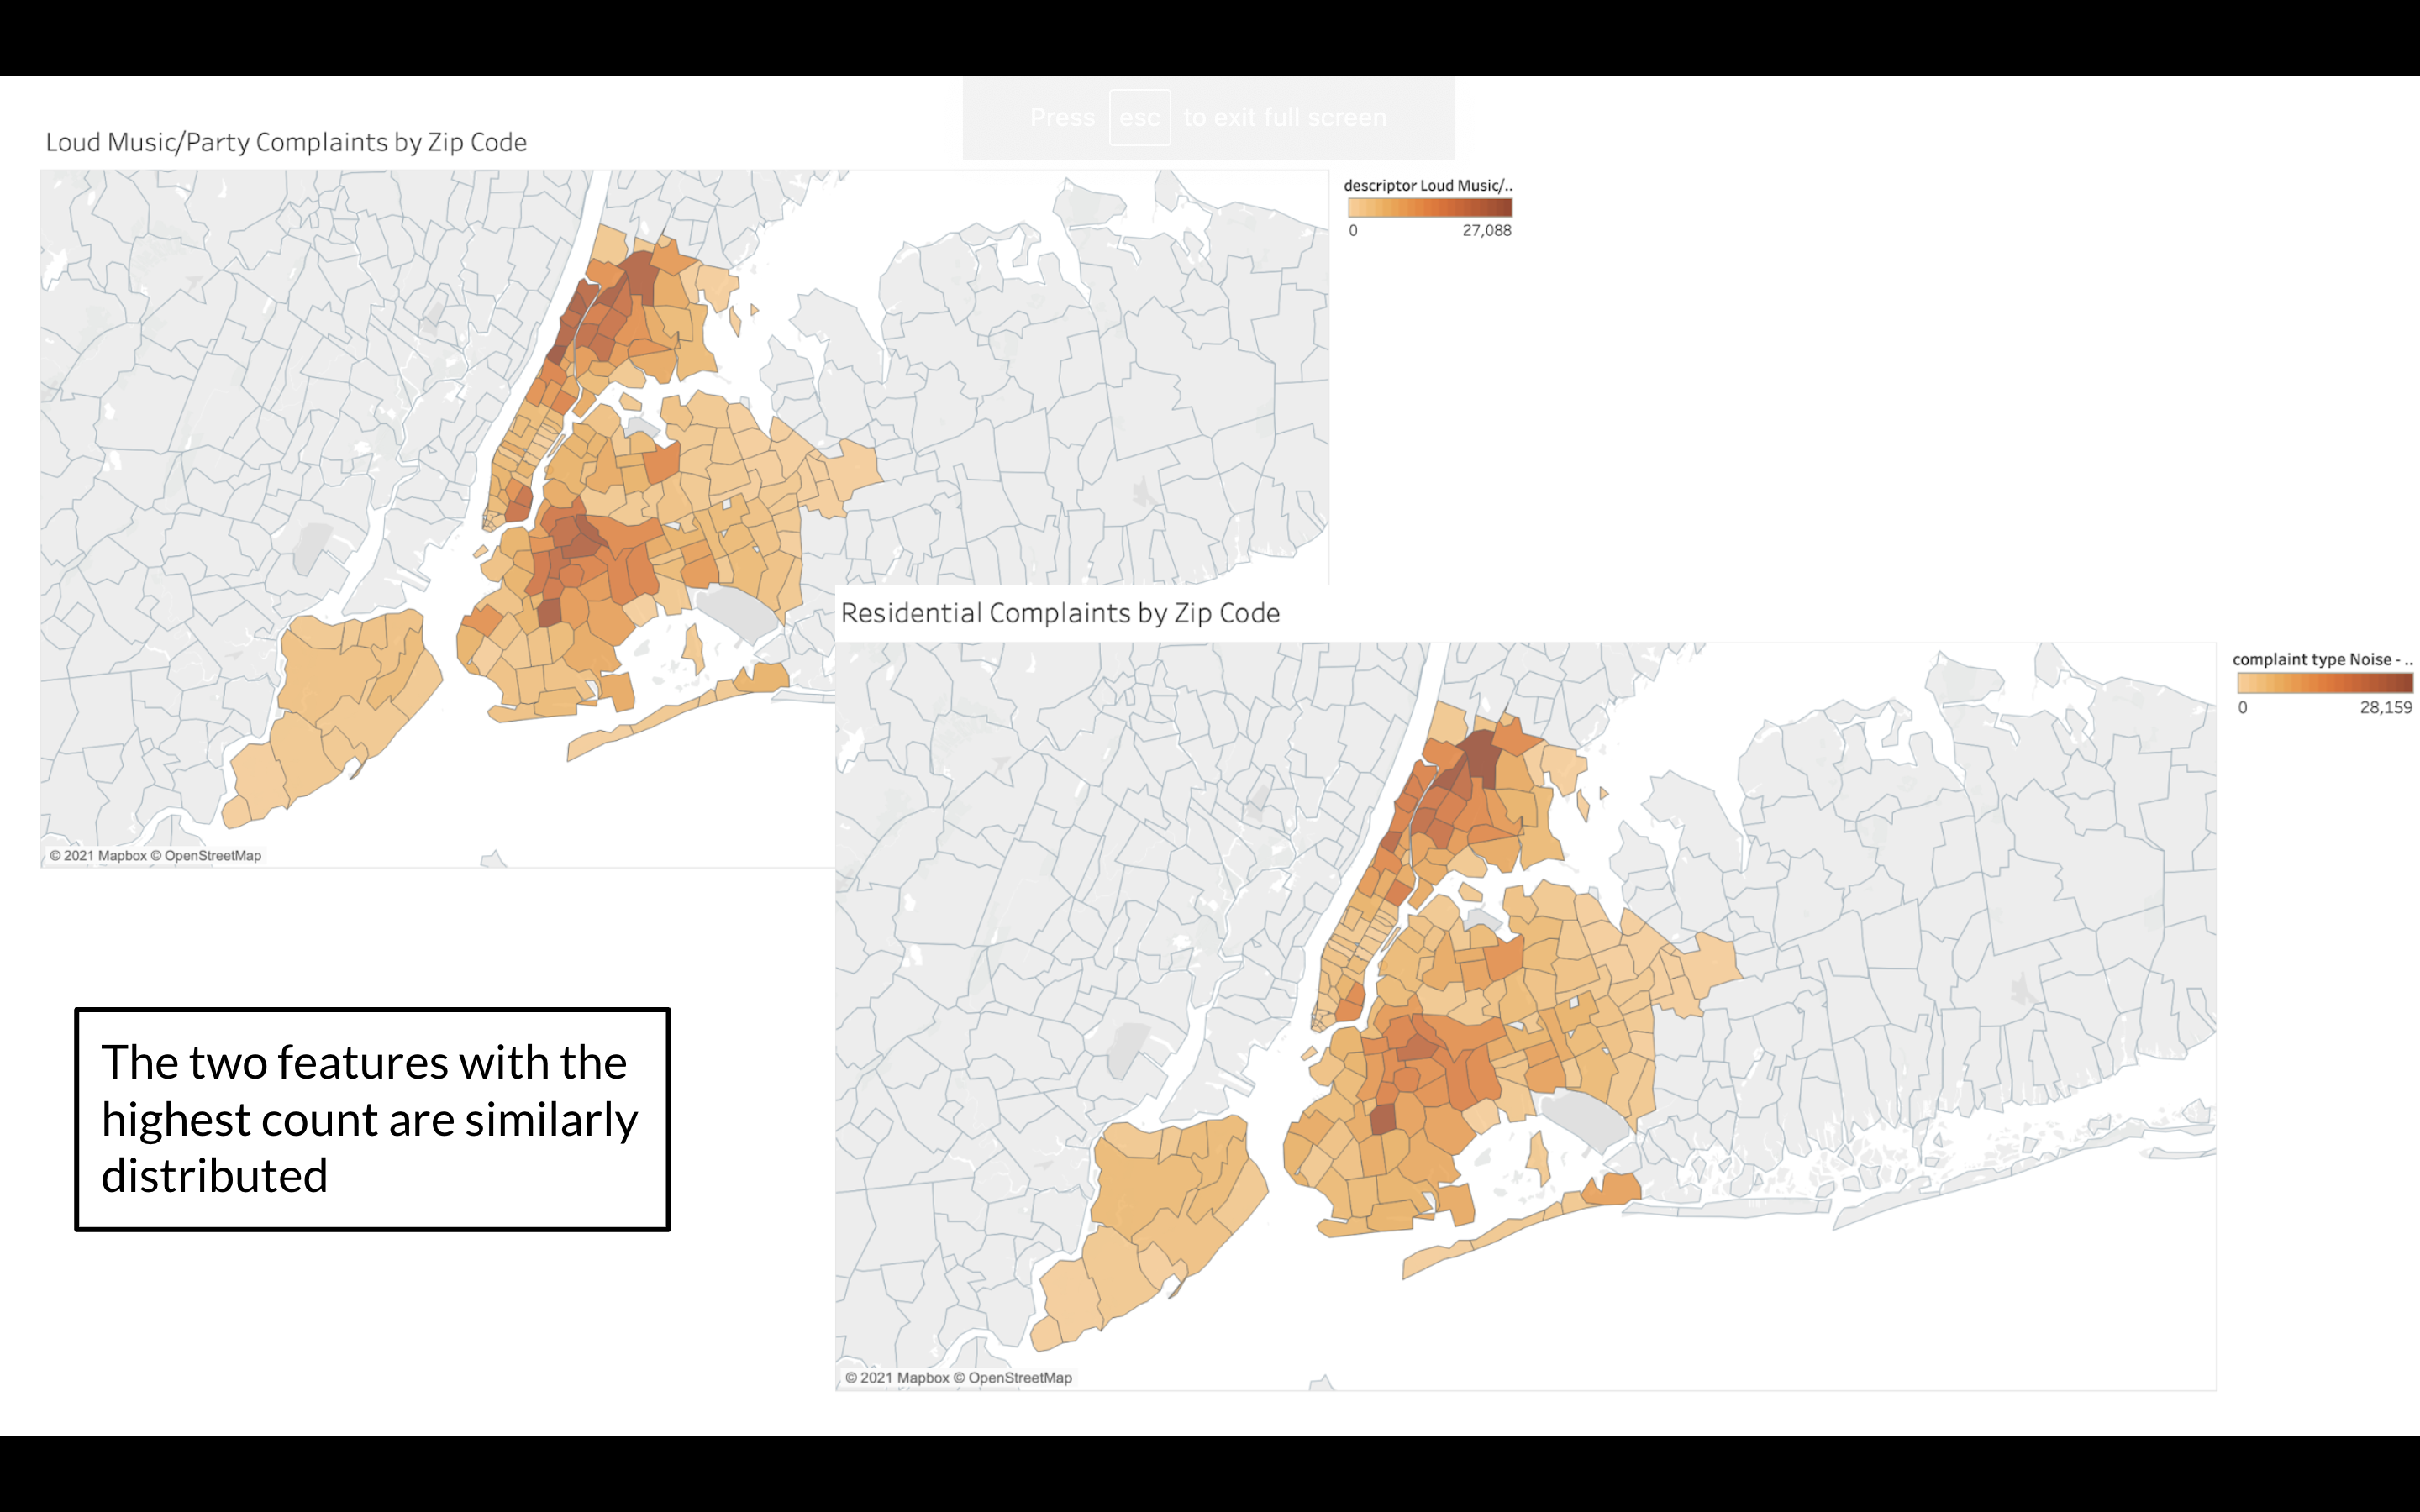 Press esc to exit full screen
Loud Music/Party Complaints by Zip Code
descriptor Loud Music/..
0 27,088
© 2021 Mapbox © OpenStreetMap
Residential Complaints by Zip Code
complaint type Noise - ..
0 28,159
© 2021 Mapbox © OpenStreetMap
The two features with the
highest count are similarly
distributed